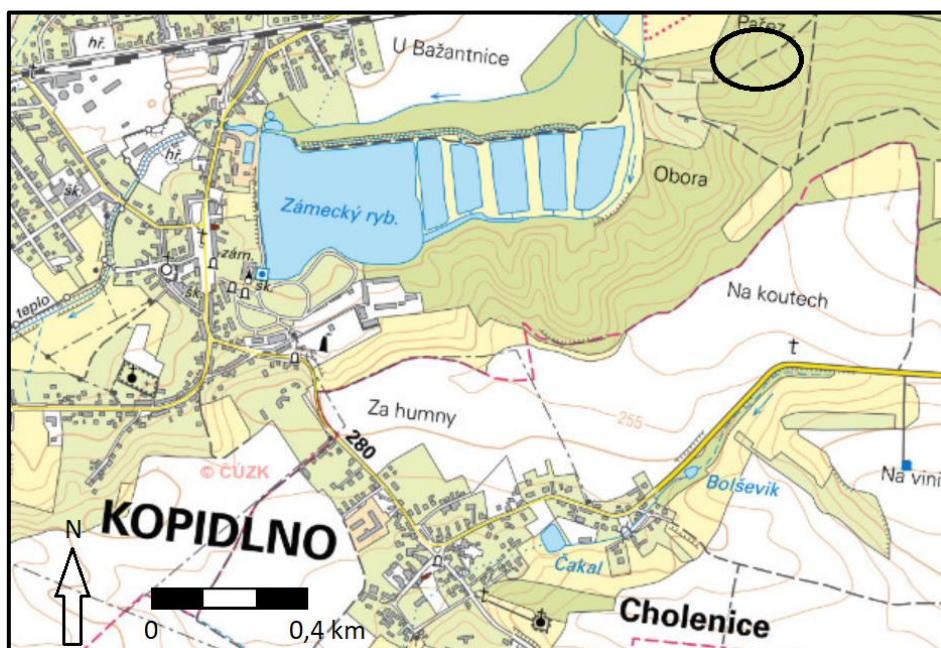 hř.
U Bažantnice
Pařez
hř.
šk.
Zámecký ryb.
Obora
zám.
šk.
šk.
teplo
Na koutech
Za humny
255
280
© ČÚZK
Na vini
Bolševik
KOPIDLNO
Čakal
N
Cholenice
0 0,4 km